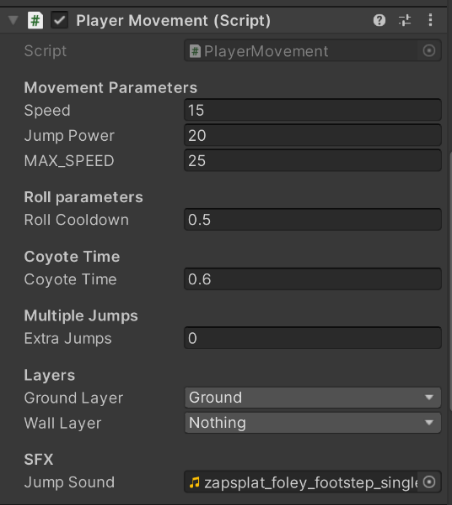 # Player Movement (Script)
Script # PlayerMovement
Movement Parameters
Speed 15
Jump Power 20
MAX_SPEED 25
Roll parameters
Roll Cooldown 0.5
Coyote Time
Coyote Time 0.6
Multiple Jumps
Extra Jumps 0
Layers
Ground Layer Ground
Wall Layer Nothing
SFX
Jump Sound zapsplat_foley_footstep_single